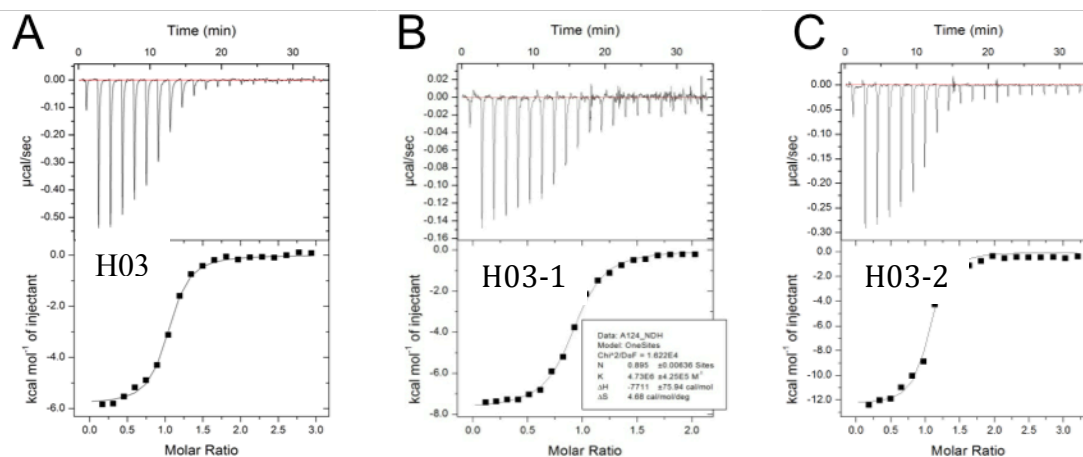 A
B
C
Time (min)
0 10 20 30
Time (min)
0 10 20 30
Time (min)
0 10 20 30
µcal/sec
0.00
-0.10
-0.20
-0.30
-0.40
-0.50
µcal/sec
0.02
0.00
-0.02
-0.04
-0.06
-0.08
-0.10
-0.12
-0.14
-0.16
µcal/sec
0.00
-0.05
-0.10
-0.15
-0.20
-0.25
-0.30
H03
kcal mol⁻¹ of injectant
0.0
-2.0
-4.0
-6.0
0.0 0.5 1.0 1.5 2.0 2.5 3.0
Molar Ratio
H03-1
kcal mol⁻¹ of injectant
0.0
-2.0
-4.0
-6.0
-8.0
Data: A124_NDH
Model: OneSites
Chi^2/DoF = 1.622E4
N 0.895 ±0.00636 Sites
K 4.73E6 ±4.25E5 M⁻¹
ΔH -7711 ±75.94 cal/mol
ΔS 4.68 cal/mol/deg
0.0 0.5 1.0 1.5 2.0
Molar Ratio
H03-2
kcal mol⁻¹ of injectant
0.0
-2.0
-4.0
-6.0
-8.0
-10.0
-12.0
0.0 0.5 1.0 1.5 2.0 2.5 3.0
Molar Ratio